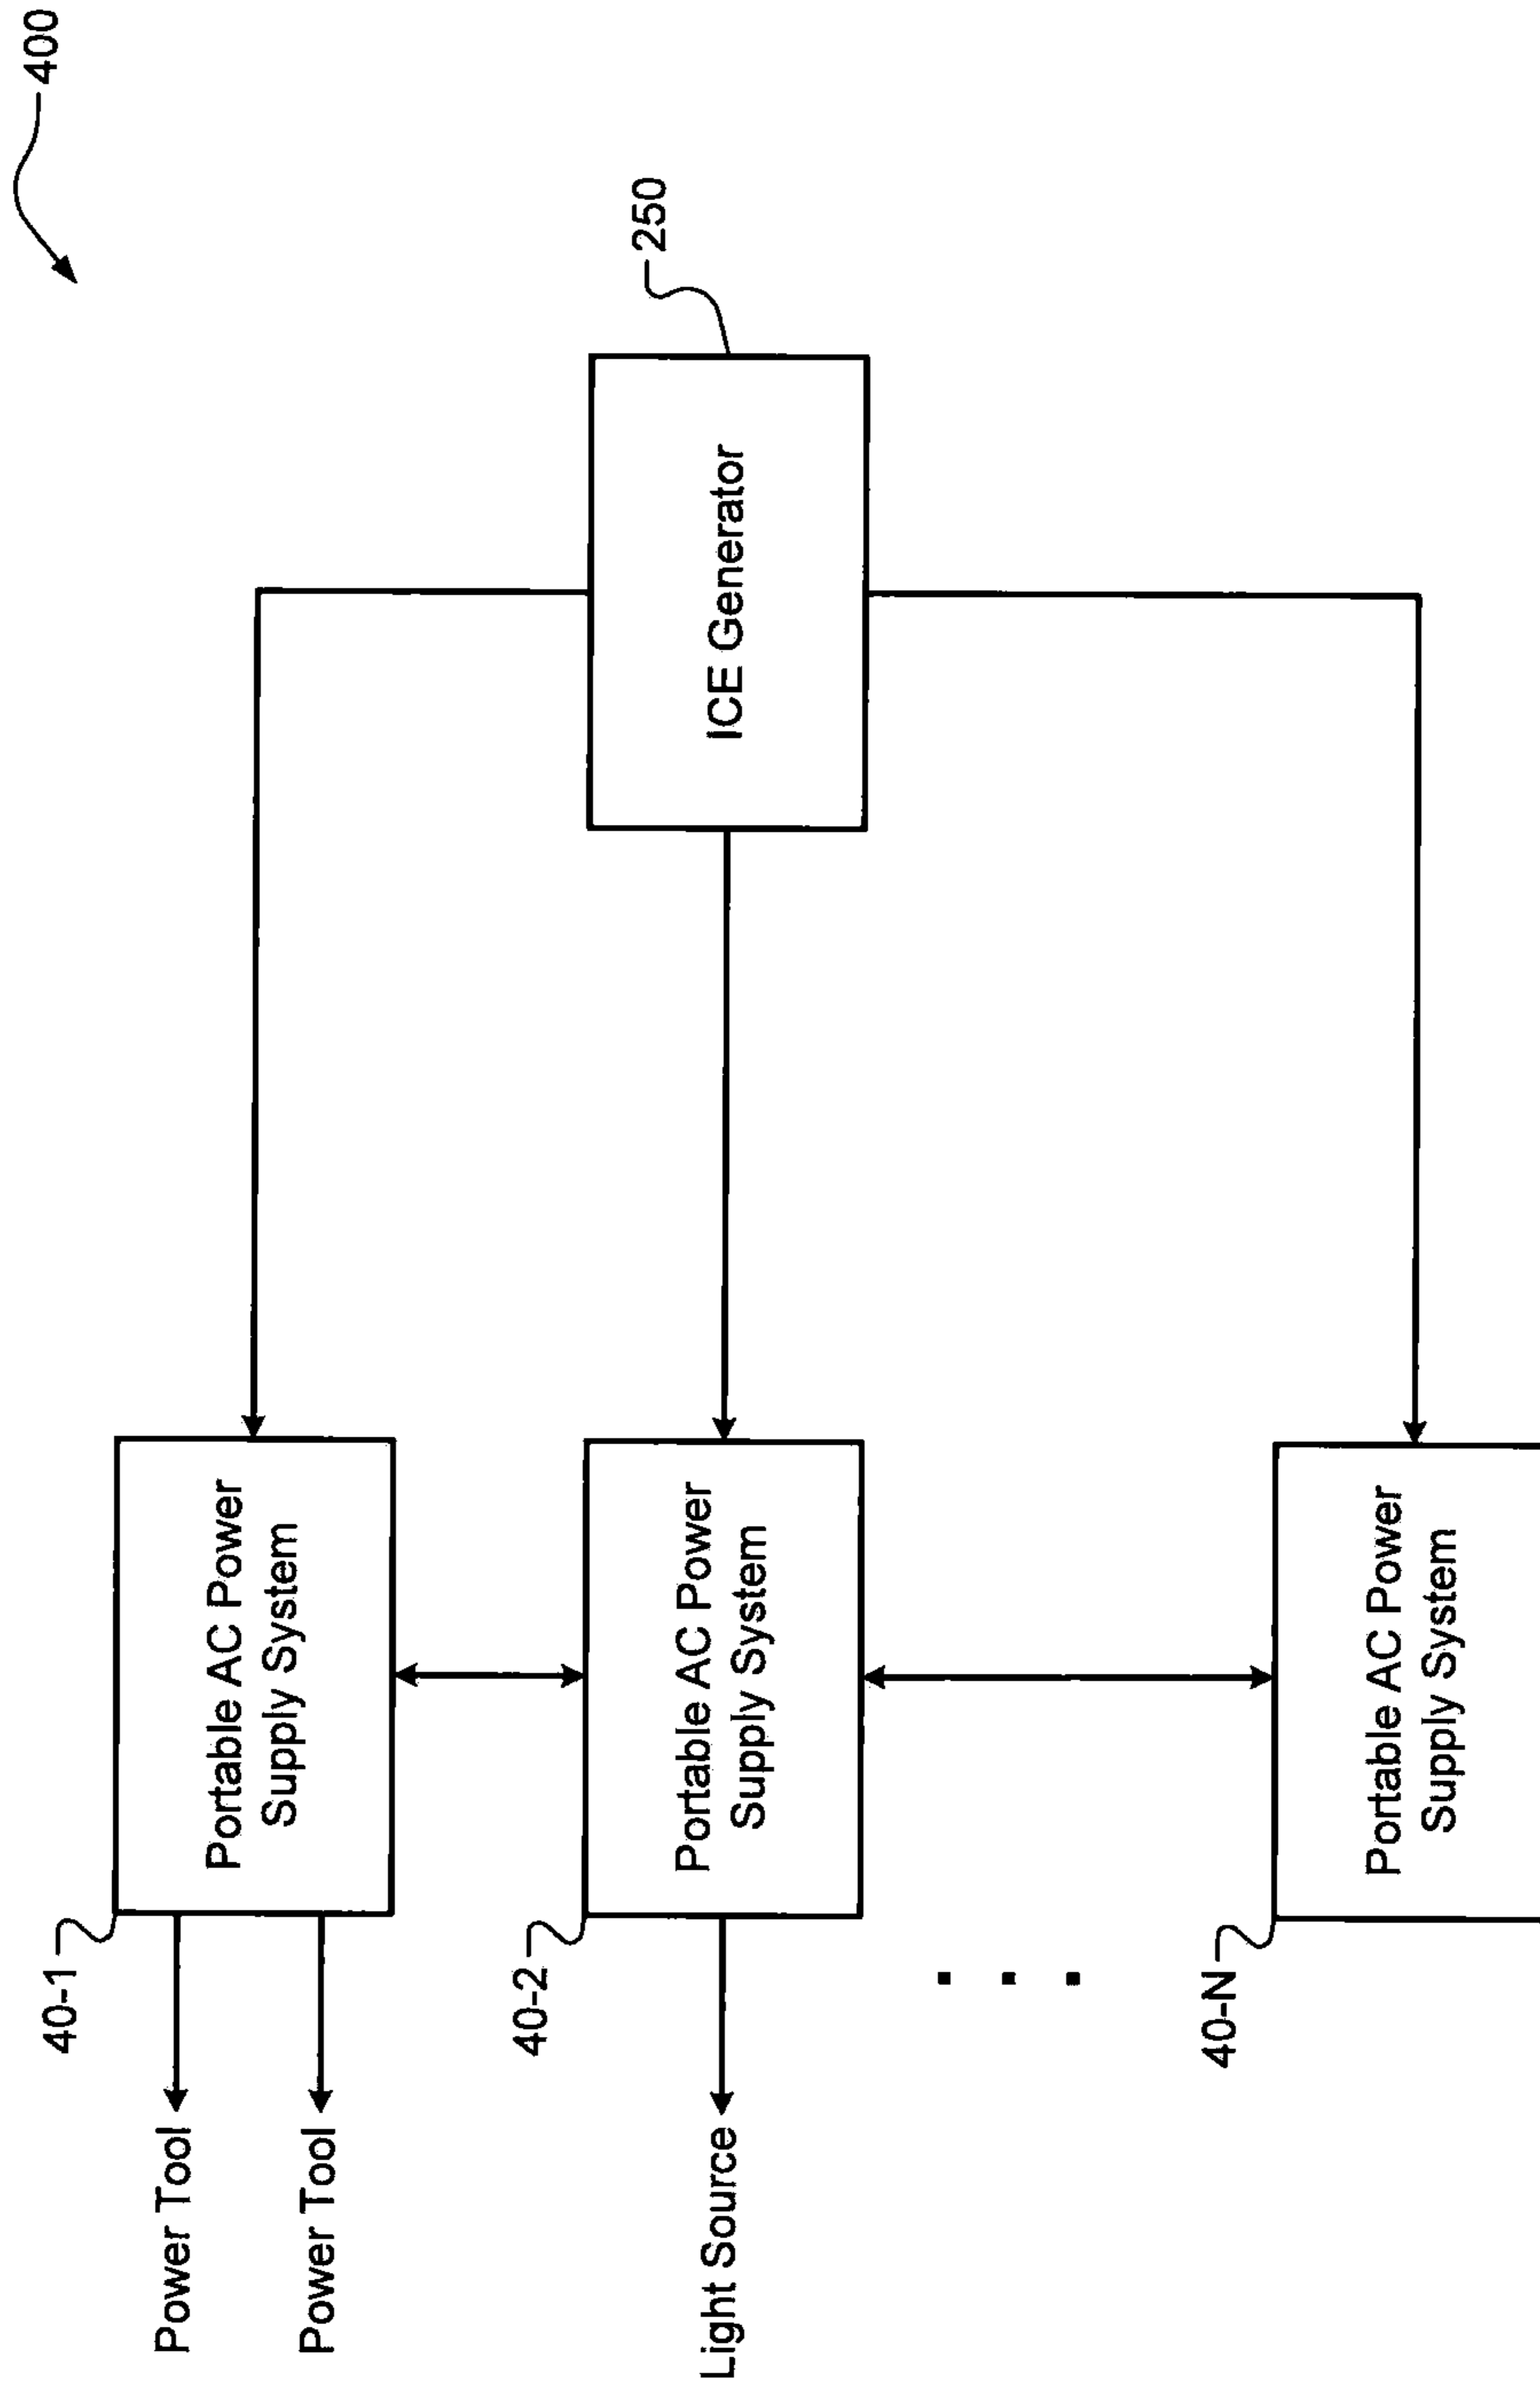 400
250
ICE Generator
Portable AC Power
Supply System
40-1
Power Tool
Power Tool
Portable AC Power
Supply System
40-2
Light Source
Portable AC Power
Supply System
40-N